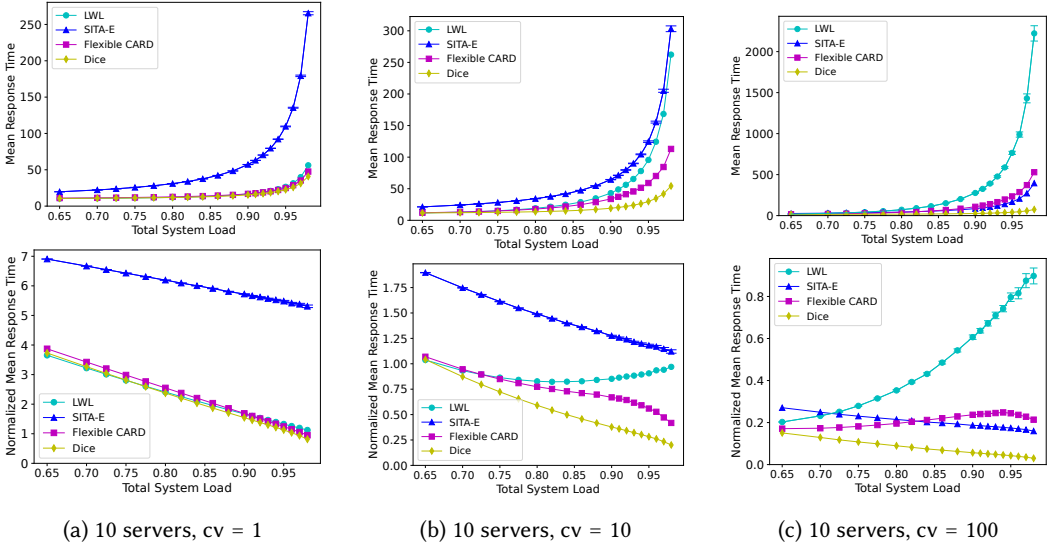 Mean Response Time
250
200
150
100
50
0
LWL
SITA-E
Flexible CARD
Dice
0.65 0.70 0.75 0.80 0.85 0.90 0.95
Total System Load
Mean Response Time
300
250
200
150
100
50
0
LWL
SITA-E
Flexible CARD
Dice
0.65 0.70 0.75 0.80 0.85 0.90 0.95
Total System Load
Mean Response Time
2000
1500
1000
500
0
LWL
SITA-E
Flexible CARD
Dice
0.65 0.70 0.75 0.80 0.85 0.90 0.95
Total System Load
Normalized Mean Response Time
7
6
5
4
3
2
1
0
LWL
SITA-E
Flexible CARD
Dice
0.65 0.70 0.75 0.80 0.85 0.90 0.95
Total System Load
Normalized Mean Response Time
1.75
1.50
1.25
1.00
0.75
0.50
0.25
0.00
LWL
SITA-E
Flexible CARD
Dice
0.65 0.70 0.75 0.80 0.85 0.90 0.95
Total System Load
Normalized Mean Response Time
0.8
0.6
0.4
0.2
0.0
LWL
SITA-E
Flexible CARD
Dice
0.65 0.70 0.75 0.80 0.85 0.90 0.95
Total System Load
(a) 10 servers, cv = 1
(b) 10 servers, cv = 10
(c) 10 servers, cv = 100